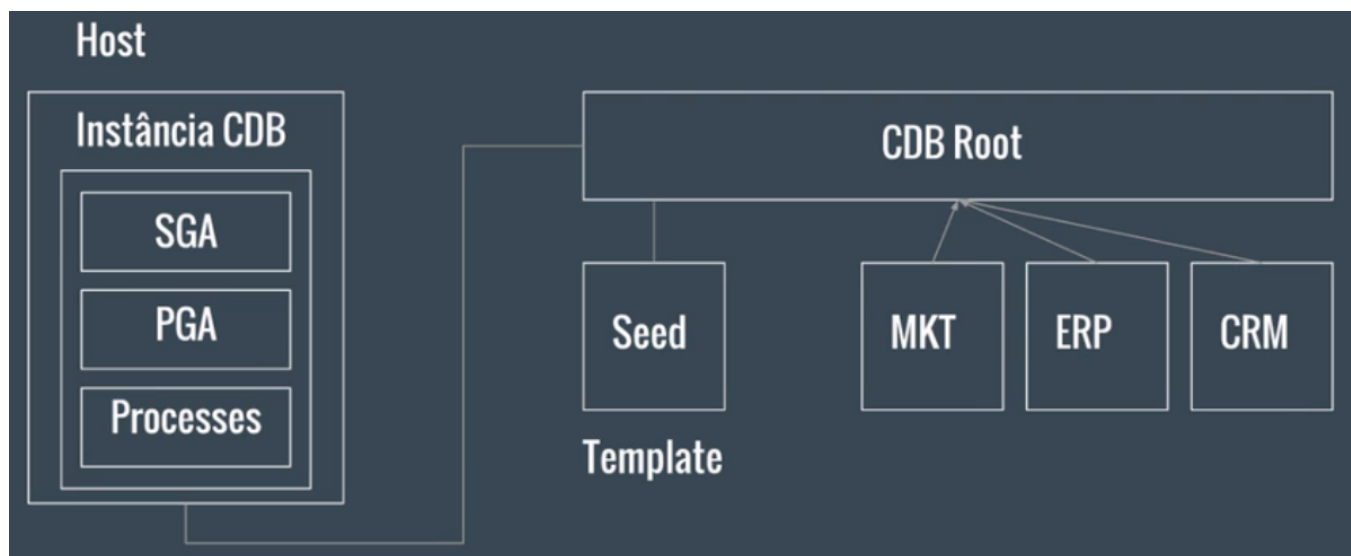 Host
Instância CDB
SGA
PGA
Processes
CDB Root
Seed
MKT
ERP
CRM
Template